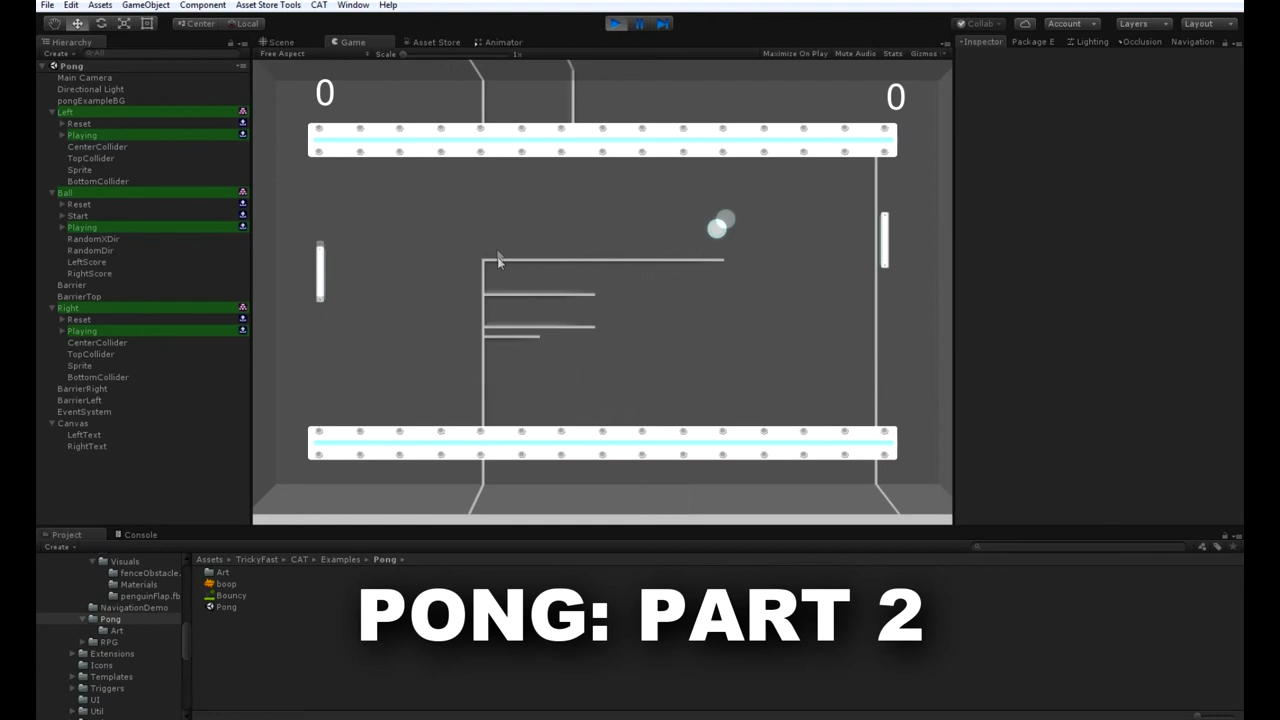 File Edit Assets GameObject Component Asset Store Tools CAT Window Help
Center Local Collab Account Layers Layout
Hierarchy Scene Game Asset Store Animator Inspector Package E Lighting Occlusion Navigation
Create All Free Aspect Scale 1x Maximize On Play Mute Audio Stats Gizmos
Pong
Main Camera
Directional Light
pongExampleBG
Left
Reset
Playing
CenterCollider
TopCollider
Sprite
BottomCollider
Ball
Reset
Start
Playing
RandomXDir
RandomDir
LeftScore
RightScore
Barrier
BarrierTop
Right
Reset
Playing
CenterCollider
TopCollider
Sprite
BottomCollider
BarrierRight
BarrierLeft
EventSystem
Canvas
LeftText
RightText
0 0
Project Console
Create
Visuals
fenceObstacle.
Materials
penguinFlap.fb
NavigationDemo
Pong
Art
RPG
Extensions
Icons
Templates
Triggers
UI
Util
Assets TrickyFast CAT Examples Pong
Art
boop
Bouncy
Pong
PONG: PART 2